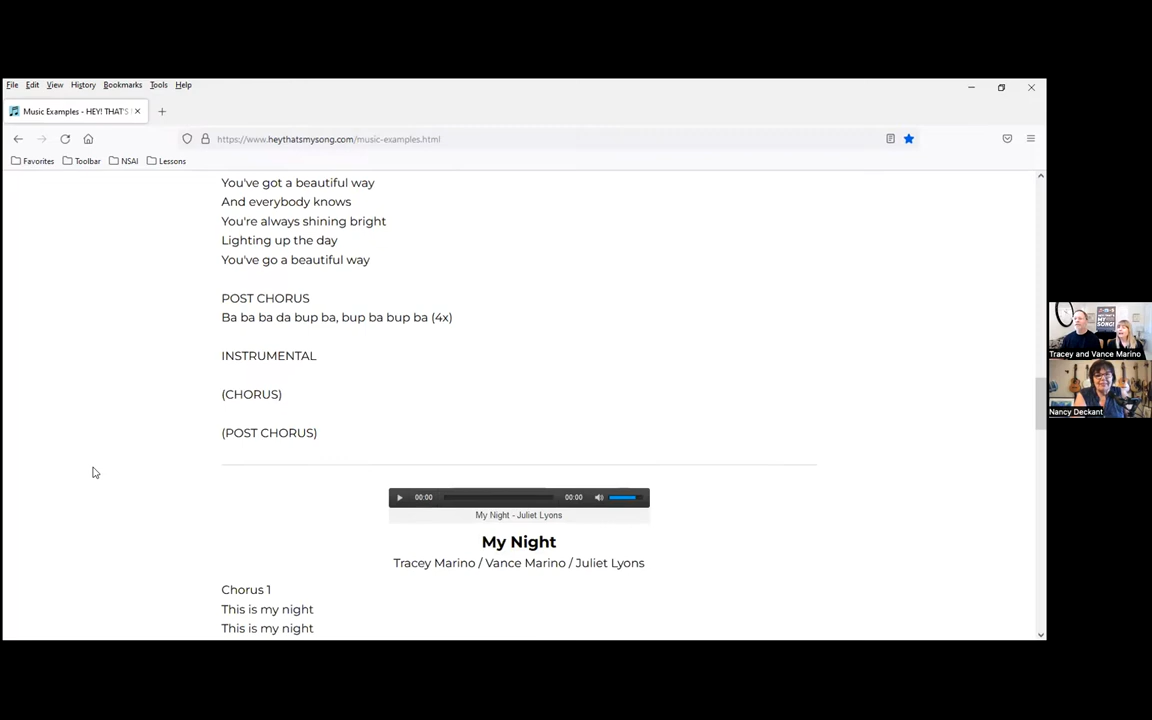 File Edit View History Bookmarks Tools Help
Music Examples - HEY! THAT'S
https://www.heythatsmysong.com/music-examples.html
Favorites Toolbar NSAI Lessons
You've got a beautiful way
And everybody knows
You're always shining bright
Lighting up the day
You've go a beautiful way
POST CHORUS
Ba ba ba da bup ba, bup ba bup ba (4x)
INSTRUMENTAL
(CHORUS)
(POST CHORUS)
00:00 00:00
My Night - Juliet Lyons
My Night
Tracey Marino / Vance Marino / Juliet Lyons
Chorus 1
This is my night
This is my night
HEY THAT'S MY SONG!
Tracey and Vance Marino
Nancy Deckant